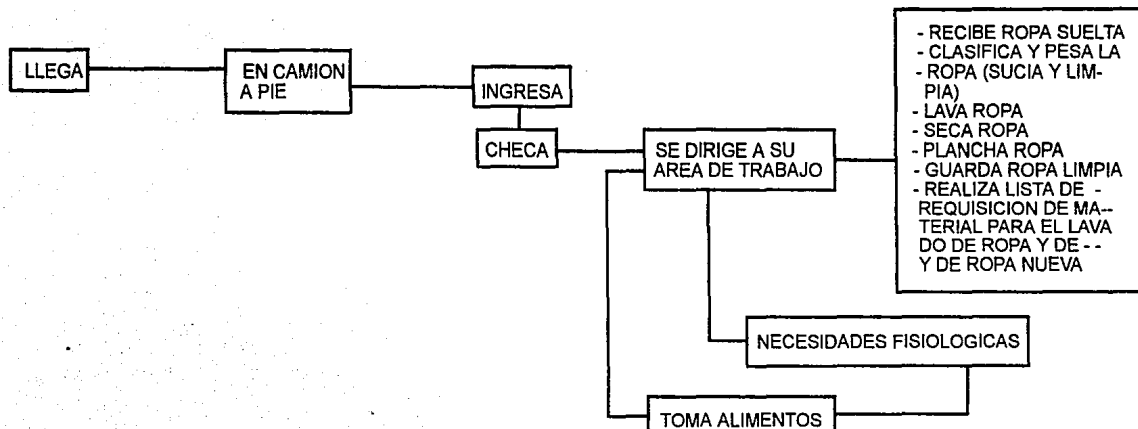 LLEGA
EN CAMION
A PIE
INGRESA
CHECA
SE DIRIGE A SU
AREA DE TRABAJO
- RECIBE ROPA SUELTA
- CLASIFICA Y PESA LA
- ROPA (SUCIA Y LIM-
PIA)
- LAVA ROPA
- SECA ROPA
- PLANCHA ROPA
- GUARDA ROPA LIMPIA
- REALIZA LISTA DE -
REQUISICION DE MA--
TERIAL PARA EL LAVA
DO DE ROPA Y DE - -
Y DE ROPA NUEVA
NECESIDADES FISIOLOGICAS
TOMA ALIMENTOS